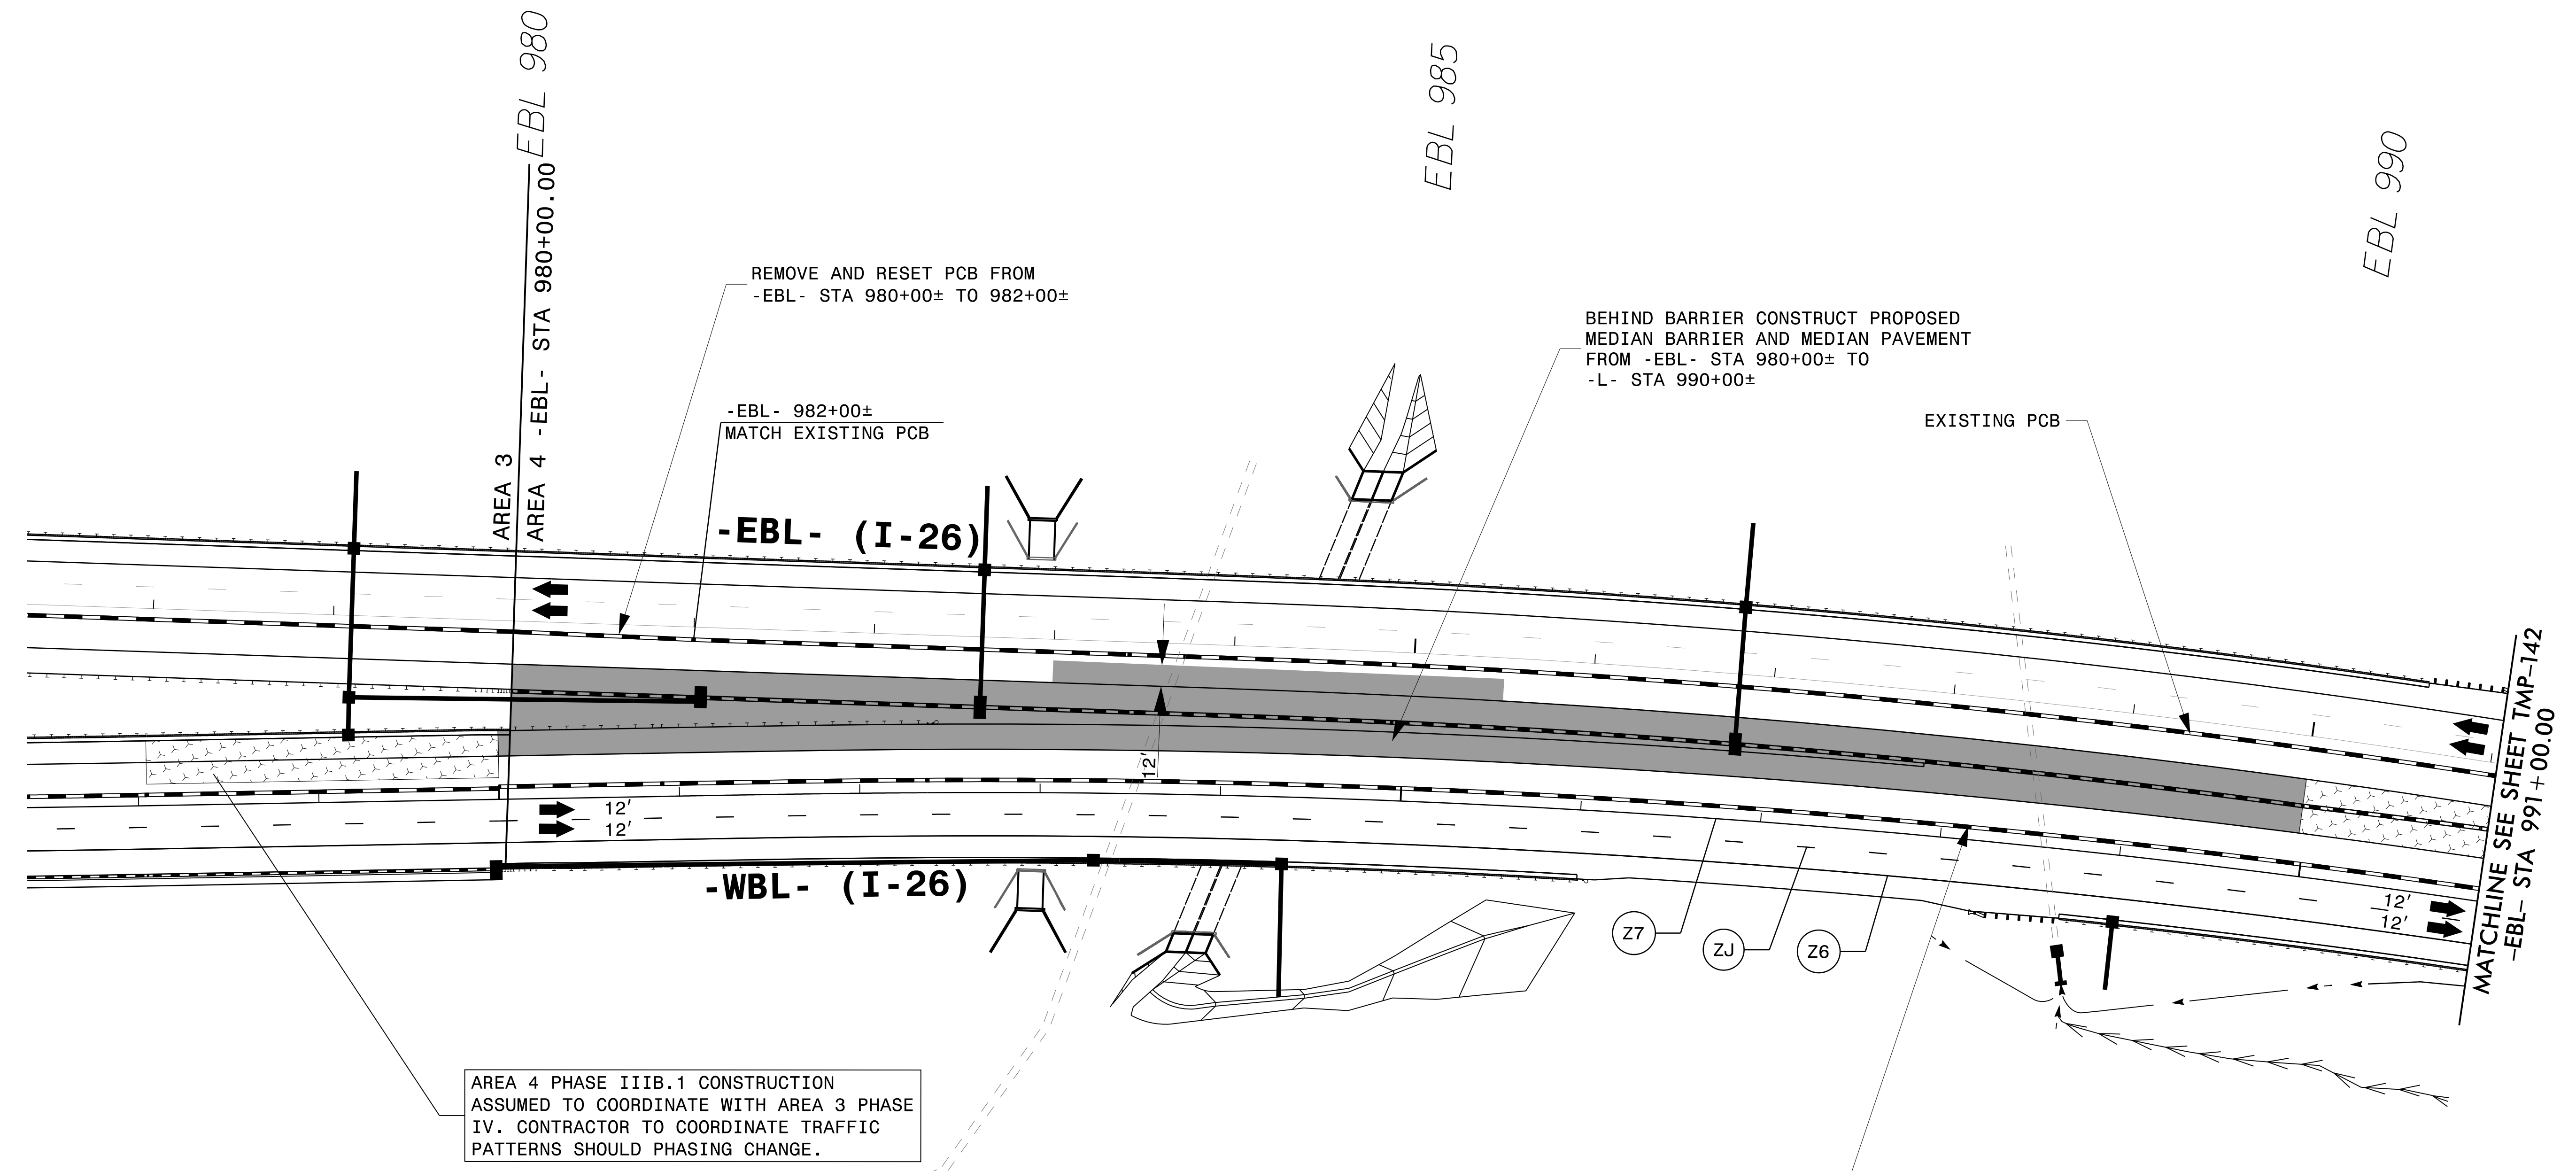 EBL 980
EBL 985
EBL 990
AREA 3
AREA 4 -EBL- STA 980+00.00
REMOVE AND RESET PCB FROM
-EBL- STA 980+00± TO 982+00±
-EBL- 982+00±
MATCH EXISTING PCB
BEHIND BARRIER CONSTRUCT PROPOSED
MEDIAN BARRIER AND MEDIAN PAVEMENT
FROM -EBL- STA 980+00± TO
-L- STA 990+00±
EXISTING PCB
-EBL- (I-26)
12'
12'
12'
-WBL- (I-26)
Z7
ZJ
Z6
12'
12'
MATCHLINE SEE SHEET TMP-142
-EBL- STA 991+00.00
AREA 4 PHASE IIIB.1 CONSTRUCTION
ASSUMED TO COORDINATE WITH AREA 3 PHASE
IV. CONTRACTOR TO COORDINATE TRAFFIC
PATTERNS SHOULD PHASING CHANGE.